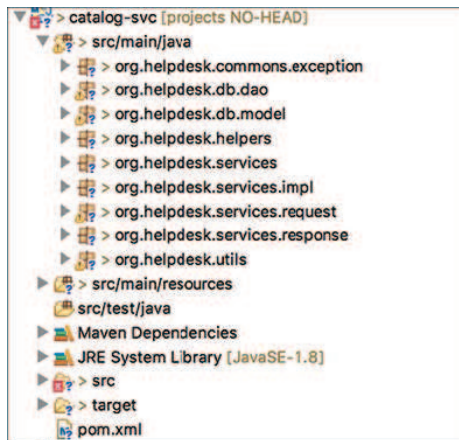 > catalog-svc [projects NO-HEAD]
> src/main/java
> org.helpdesk.commons.exception
> org.helpdesk.db.dao
> org.helpdesk.db.model
> org.helpdesk.helpers
> org.helpdesk.services
> org.helpdesk.services.impl
> org.helpdesk.services.request
> org.helpdesk.services.response
> org.helpdesk.utils
> src/main/resources
src/test/java
Maven Dependencies
JRE System Library [JavaSE-1.8]
> src
> target
pom.xml